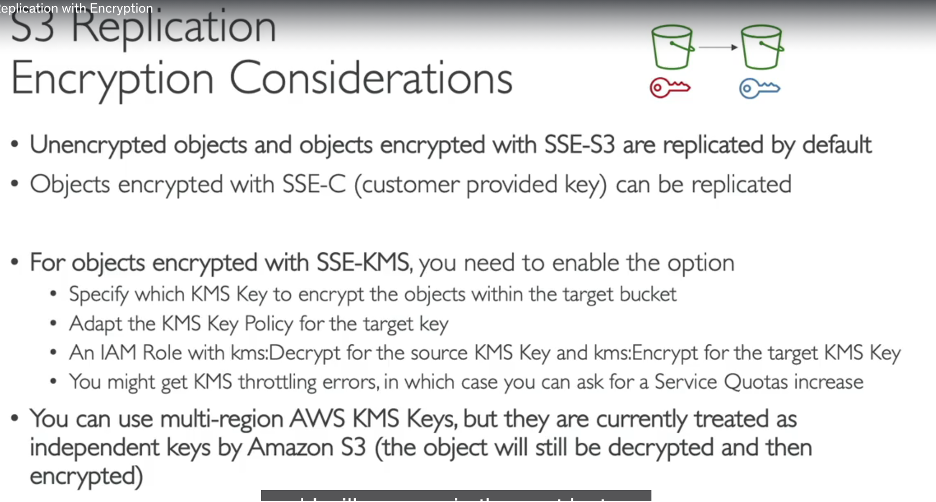 eplication with Encryption
S3 Replication
Encryption Considerations
• Unencrypted objects and objects encrypted with SSE-S3 are replicated by default
• Objects encrypted with SSE-C (customer provided key) can be replicated
• For objects encrypted with SSE-KMS, you need to enable the option
• Specify which KMS Key to encrypt the objects within the target bucket
• Adapt the KMS Key Policy for the target key
• An IAM Role with kms:Decrypt for the source KMS Key and kms:Encrypt for the target KMS Key
• You might get KMS throttling errors, in which case you can ask for a Service Quotas increase
• You can use multi-region AWS KMS Keys, but they are currently treated as
independent keys by Amazon S3 (the object will still be decrypted and then
encrypted)